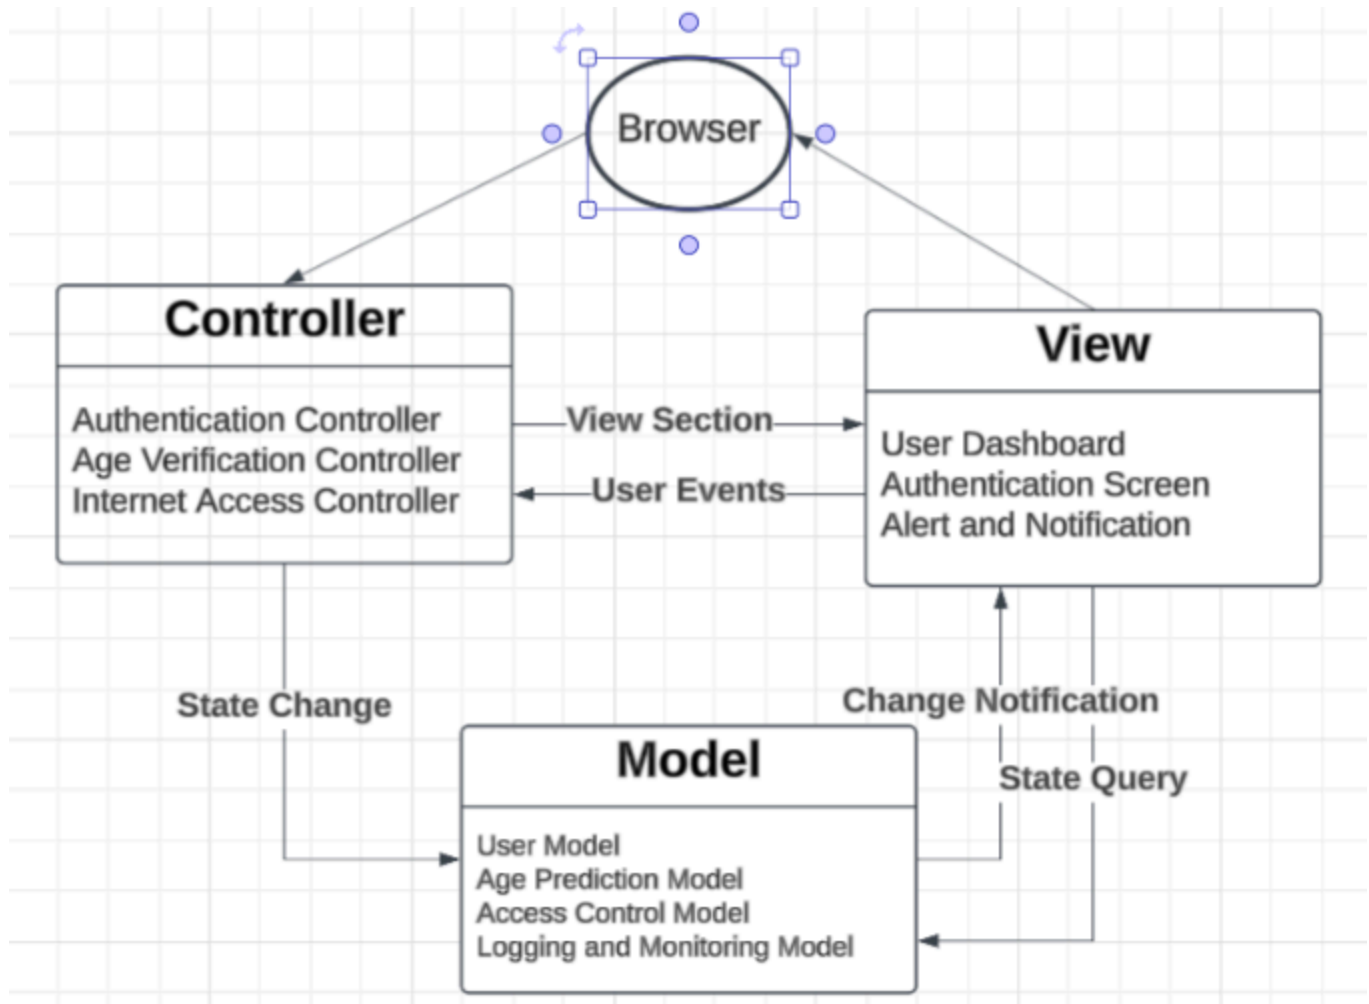 Browser
Controller
Authentication Controller
Age Verification Controller
Internet Access Controller
View Section
User Events
View
User Dashboard
Authentication Screen
Alert and Notification
State Change
Change Notification
State Query
Model
User Model
Age Prediction Model
Access Control Model
Logging and Monitoring Model